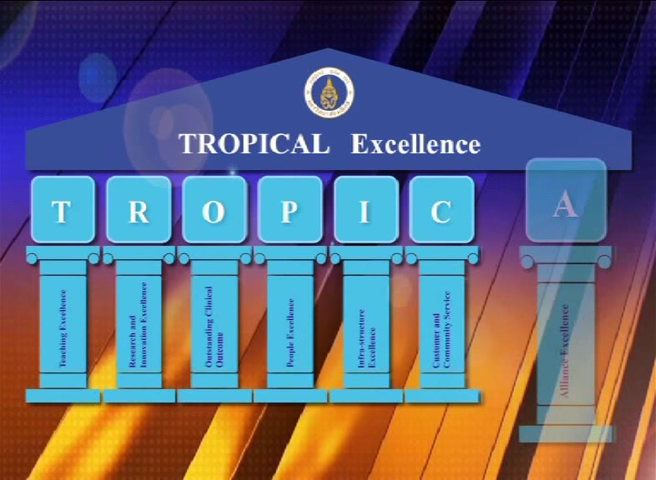 TROPICAL Excellence
T R O P I C A
Teaching Excellence
Research and
Innovation Excellence
Outstanding Clinical
Outcome
People Excellence
Infra-structure
Excellence
Customer and
Community Service
Alliance Excellence